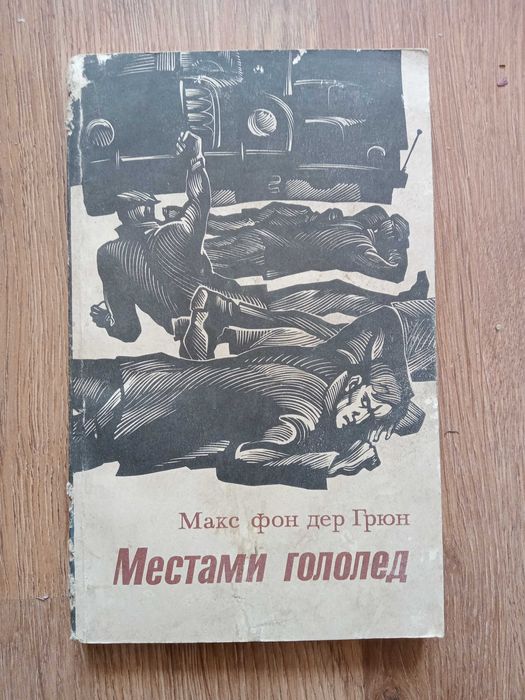 Макс фон дер Грюн
Местами гололед